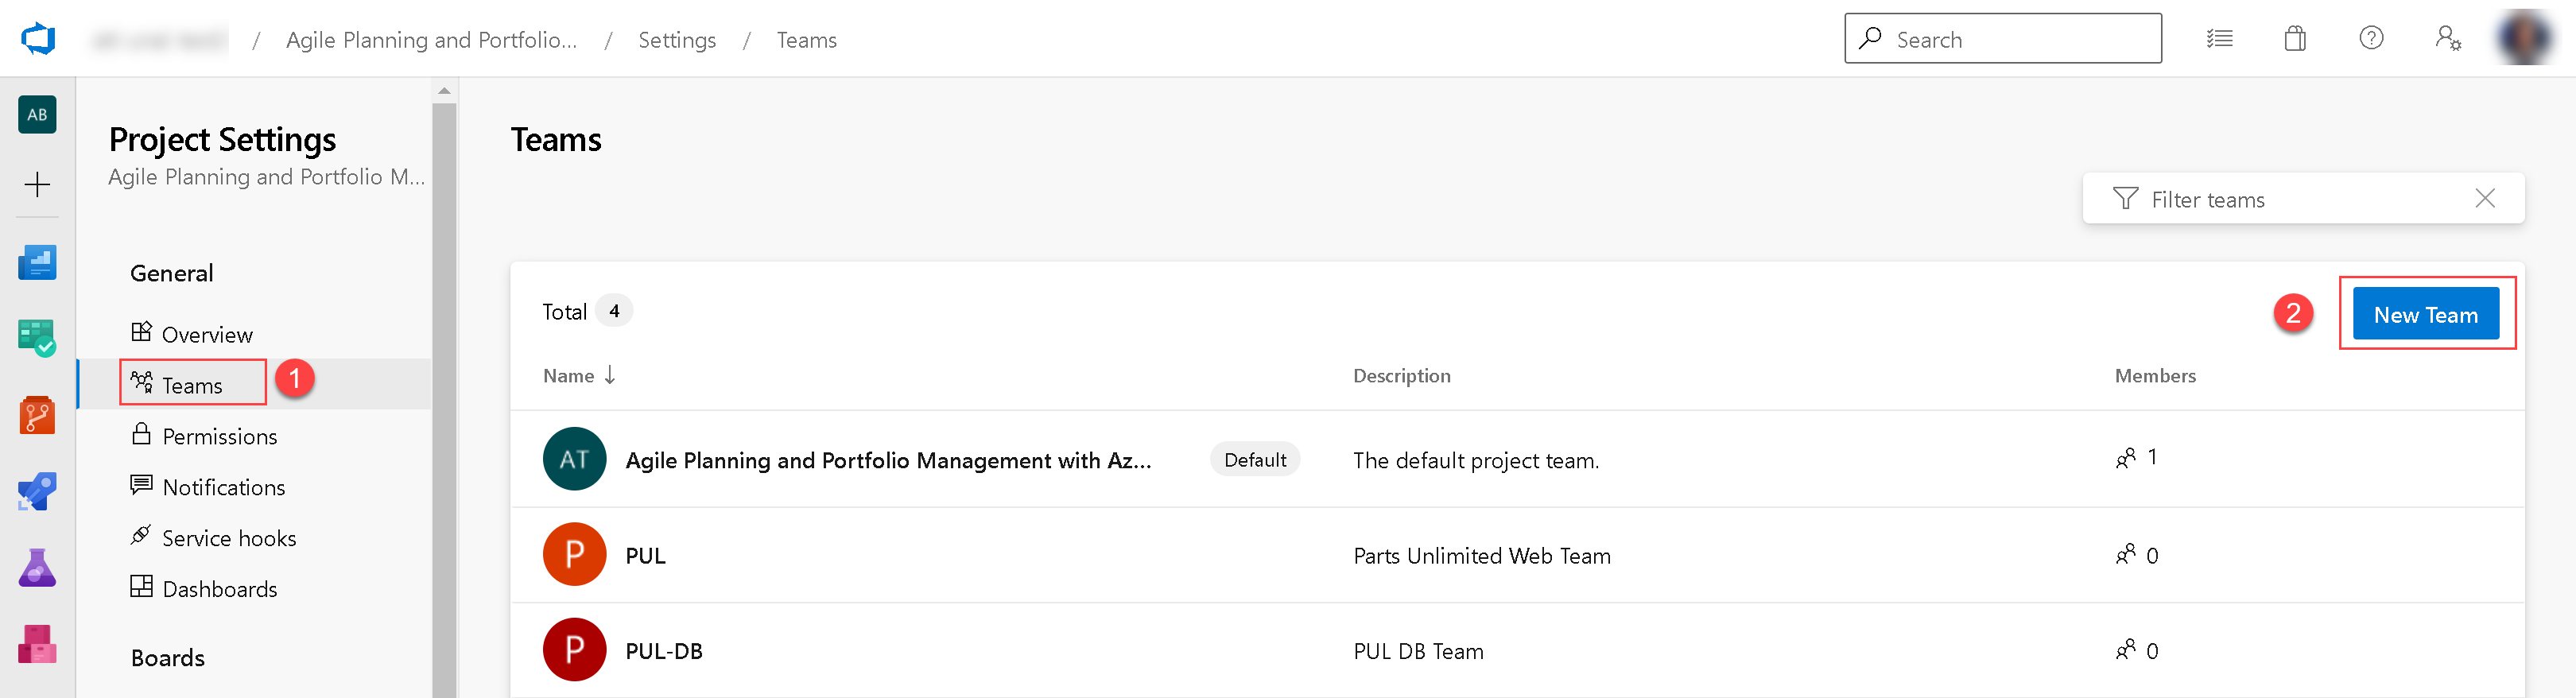 / Agile Planning and Portfolio... / Settings / Teams
Search
AB
Project Settings
Agile Planning and Portfolio M...
General
Overview
Teams
1
Permissions
Notifications
Service hooks
Dashboards
Boards
Teams
Filter teams
Total 4
2
New Team
Name ↓ Description Members
AT Agile Planning and Portfolio Management with Az... Default The default project team. 1
P PUL Parts Unlimited Web Team 0
P PUL-DB PUL DB Team 0